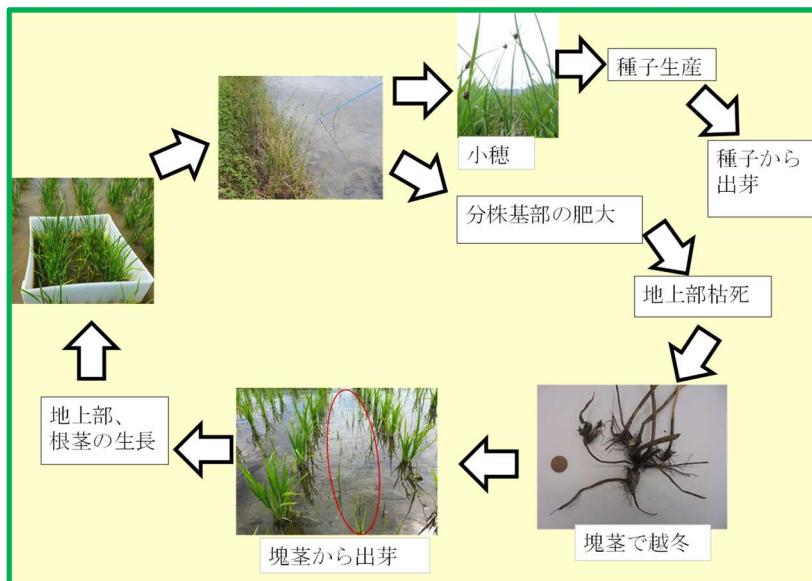 種子生産
小穂
種子から
出芽
分株基部の肥大
地上部枯死
地上部、
根茎の生長
塊茎から出芽
塊茎で越冬